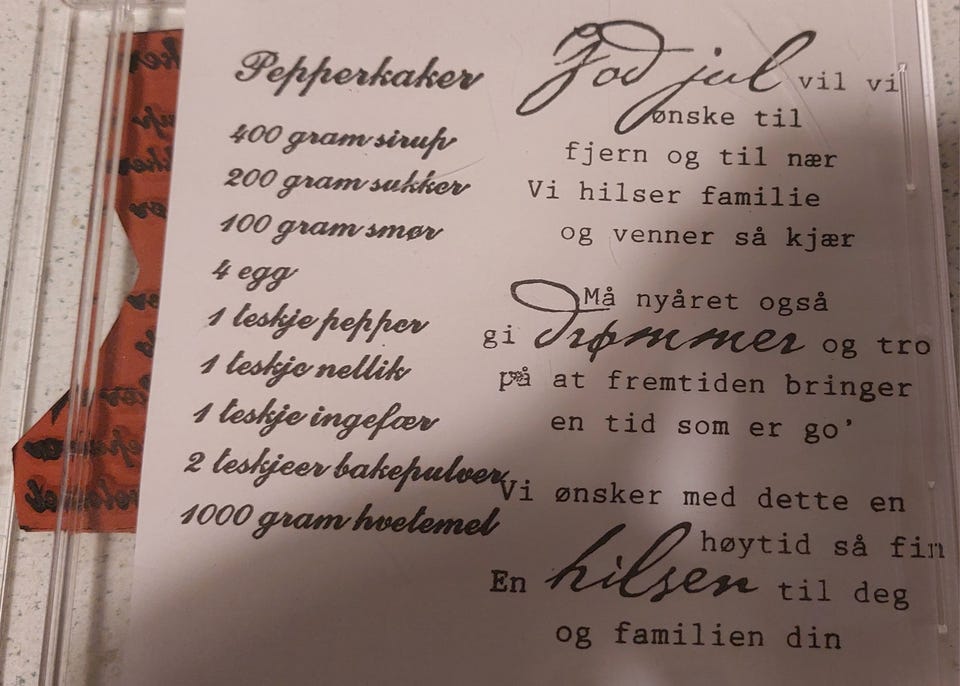 Pepperkaker
400 gram sirup
200 gram sukker
100 gram smør
4 egg
1 teskje pepper
1 teskje nellik
1 teskje ingefær
2 teskjeer bakepulver
1000 gram hvetemel
God jul vil vi
ønske til
fjern og til nær
Vi hilser familie
og venner så kjær
Må nyåret også
gi drømmer og tro
på at fremtiden bringer
en tid som er go'
Vi ønsker med dette en
høytid så fin
En hilsen til deg
og familien din